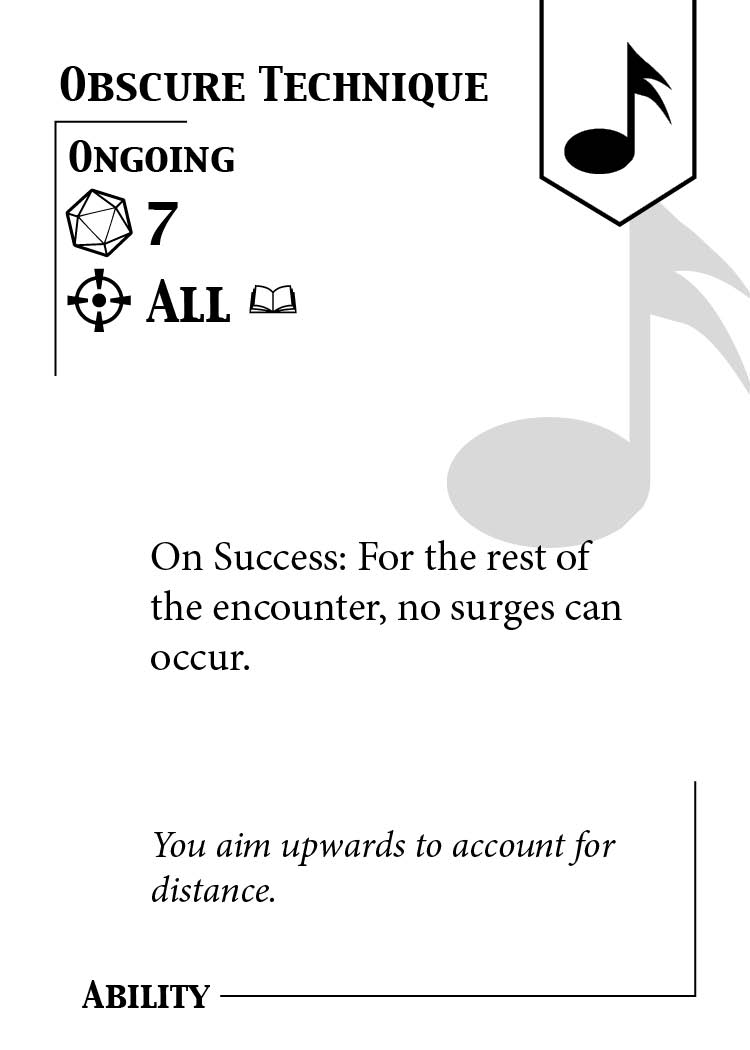 Obscure Technique
Ongoing
7
All
On Success: For the rest of
the encounter, no surges can
occur.
You aim upwards to account for
distance.
Ability